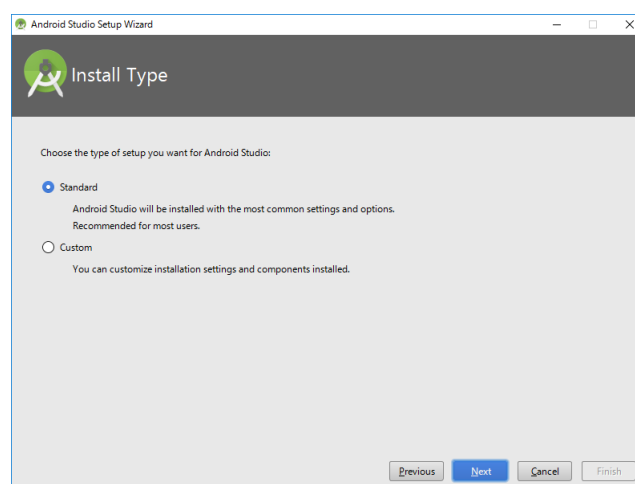 Android Studio Setup Wizard
Install Type
Choose the type of setup you want for Android Studio:
Standard
Android Studio will be installed with the most common settings and options.
Recommended for most users.
Custom
You can customize installation settings and components installed.
Previous Next Cancel Finish